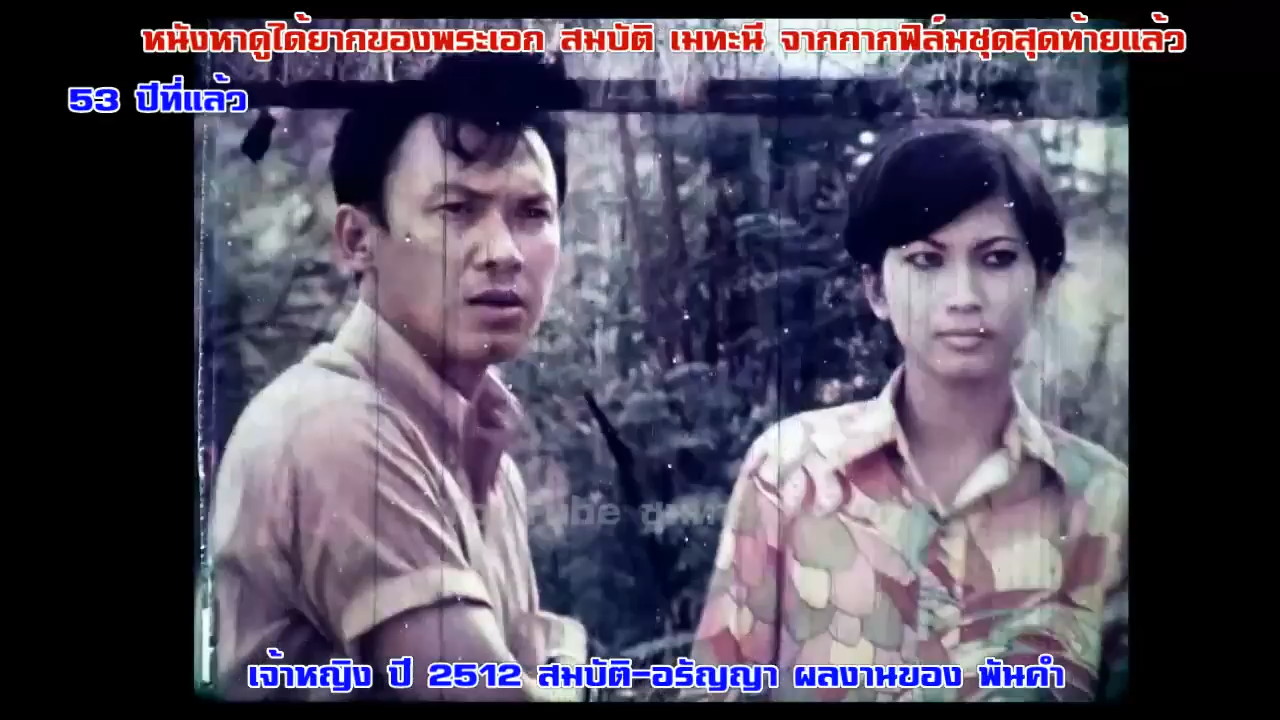 หนังหาดูได้ยากของพระเอก สมบัติ เมทะนี จากกากฟิล์มชุดสุดท้ายแล้ว
53 ปีที่แล้ว
เจ้าหญิง ปี 2512 สมบัติ-อรัญญา ผลงานของ พันคำ